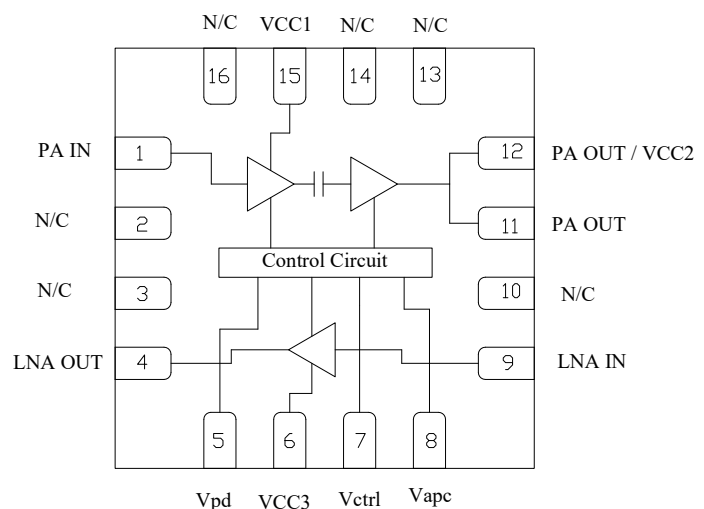 N/C VCC1 N/C N/C
16 15 14 13
PA IN 1 12 PA OUT / VCC2
N/C 2 11 PA OUT
Control Circuit
N/C 3 10 N/C
LNA OUT 4 9 LNA IN
5 6 7 8
Vpd VCC3 Vctrl Vapc